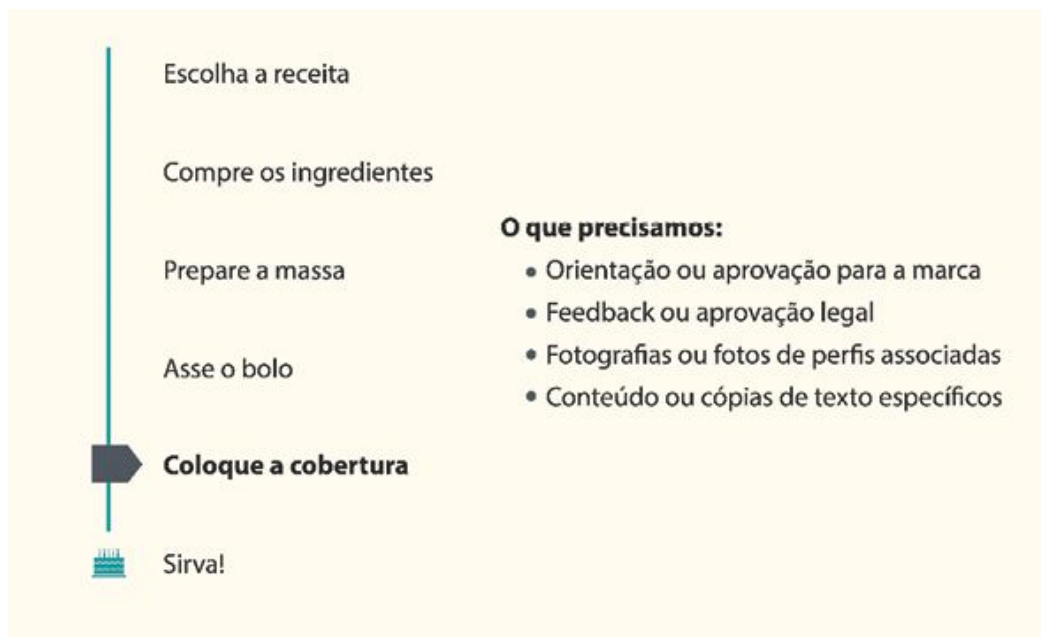 Escolha a receita
Compre os ingredientes
Prepare a massa
Asse o bolo
Coloque a cobertura
Sirva!
O que precisamos:
• Orientação ou aprovação para a marca
• Feedback ou aprovação legal
• Fotografias ou fotos de perfis associadas
• Conteúdo ou cópias de texto específicos